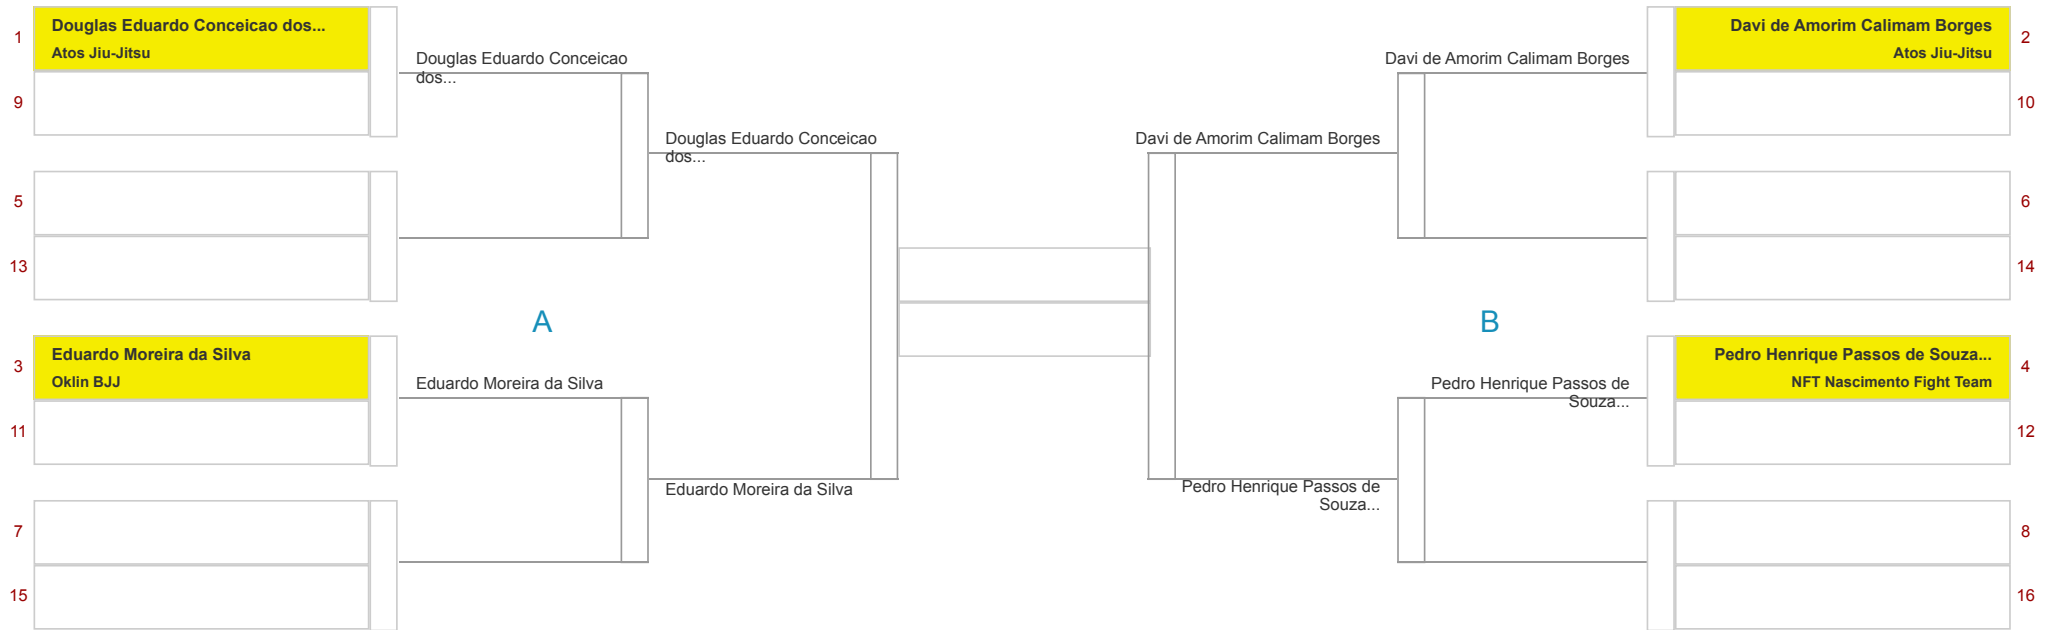 1
Douglas Eduardo Conceicao dos...
Atos Jiu-Jitsu
9
5
13
A
3
Eduardo Moreira da Silva
Oklin BJJ
11
7
15
Douglas Eduardo Conceicao
dos...
Eduardo Moreira da Silva
Douglas Eduardo Conceicao
dos...
Eduardo Moreira da Silva
Davi de Amorim Calimam Borges
Pedro Henrique Passos de
Souza...
Davi de Amorim Calimam Borges
B
Pedro Henrique Passos de
Souza...
Davi de Amorim Calimam Borges
Atos Jiu-Jitsu
2
10
6
14
Pedro Henrique Passos de Souza...
NFT Nascimento Fight Team
4
12
8
16